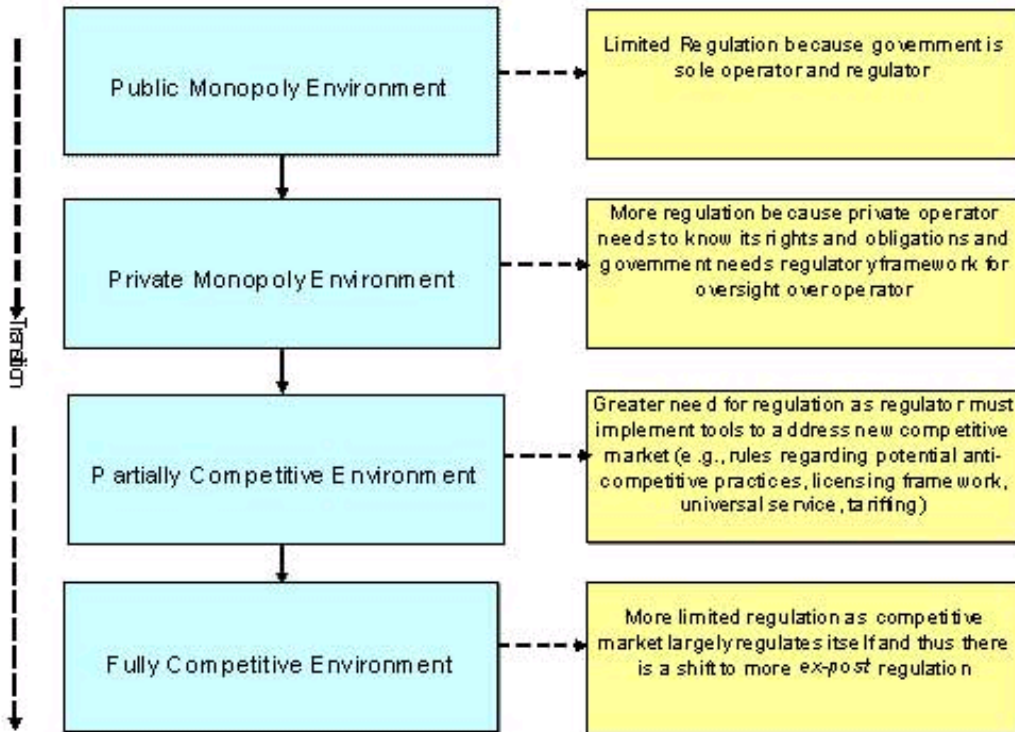 Public Monopoly Environment
Limited Regulation because government is
sole operator and regulator
Private Monopoly Environment
More regulation because private operator
needs to know its rights and obligations and
government needs regulatory framework for
oversight over operator
Transition
Partially Competitive Environment
Greater need for regulation as regulator must
implement tools to address new competitive
market (e.g., rules regarding potential anti-
competitive practices, licensing framework,
universal service, tariffing)
Fully Competitive Environment
More limited regulation as competitive
market largely regulates itself and thus there
is a shift to more ex-post regulation